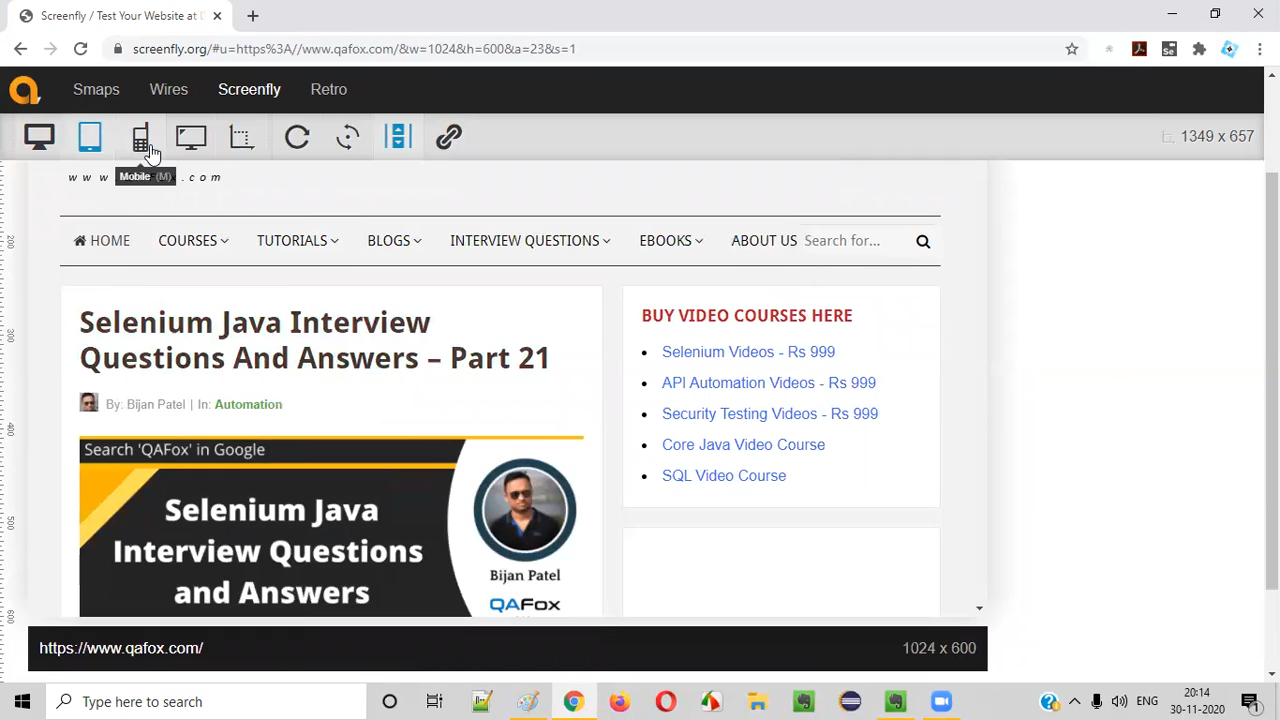 Screenfly / Test Your Website at D
screenfly.org/#u=https%3A//www.qafox.com/&w=1024&h=600&a=23&s=1
Smaps
Wires
Screenfly
Retro
1349 x 657
Mobile (M)
HOME
COURSES
TUTORIALS
BLOGS
INTERVIEW QUESTIONS
EBOOKS
ABOUT US
Search for...
Selenium Java Interview
Questions And Answers – Part 21
By: Bijan Patel | In: Automation
Search 'QAFox' in Google
Selenium Java
Interview Questions
and Answers
Bijan Patel
QAFox
BUY VIDEO COURSES HERE
Selenium Videos - Rs 999
API Automation Videos - Rs 999
Security Testing Videos - Rs 999
Core Java Video Course
SQL Video Course
200
300
400
500
600
https://www.qafox.com/
1024 x 600
Type here to search
ENG
20:14
30-11-2020